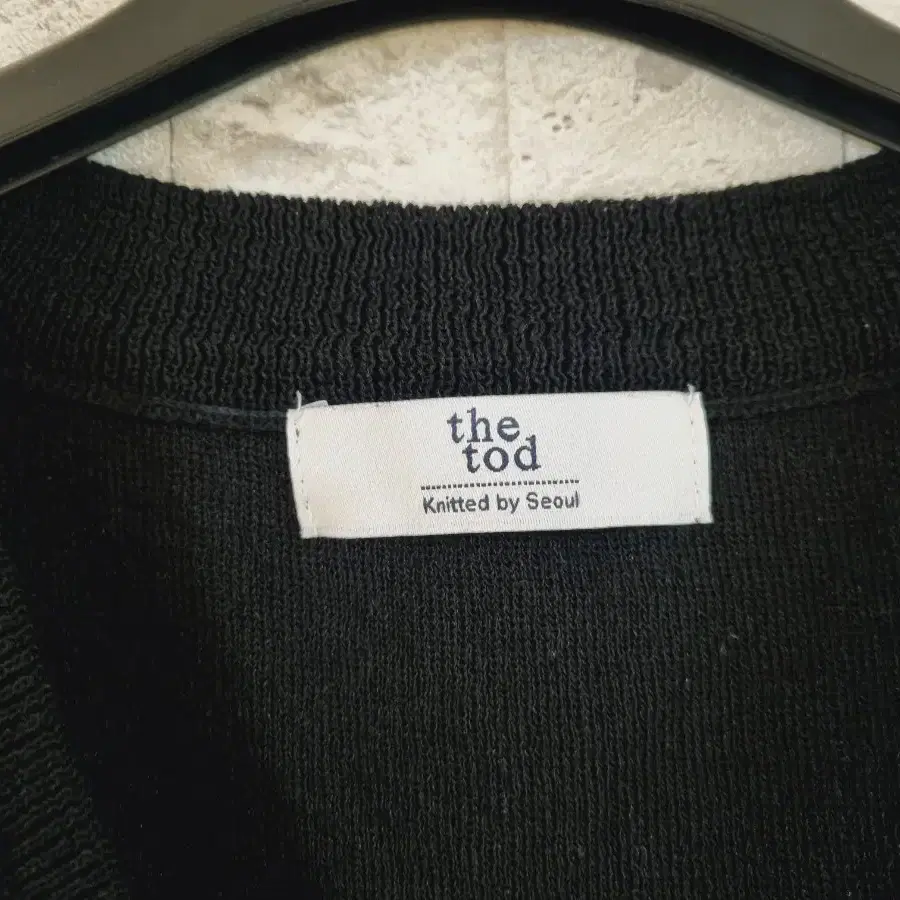 the
tod
Knitted by Seoul